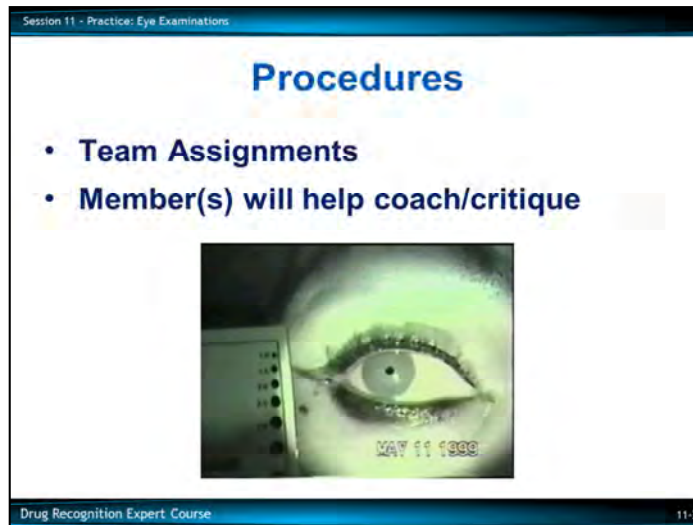 Session 11 - Practice: Eye Examinations
Procedures
• Team Assignments
• Member(s) will help coach/critique
MAY 11 1999
Drug Recognition Expert Course
11-